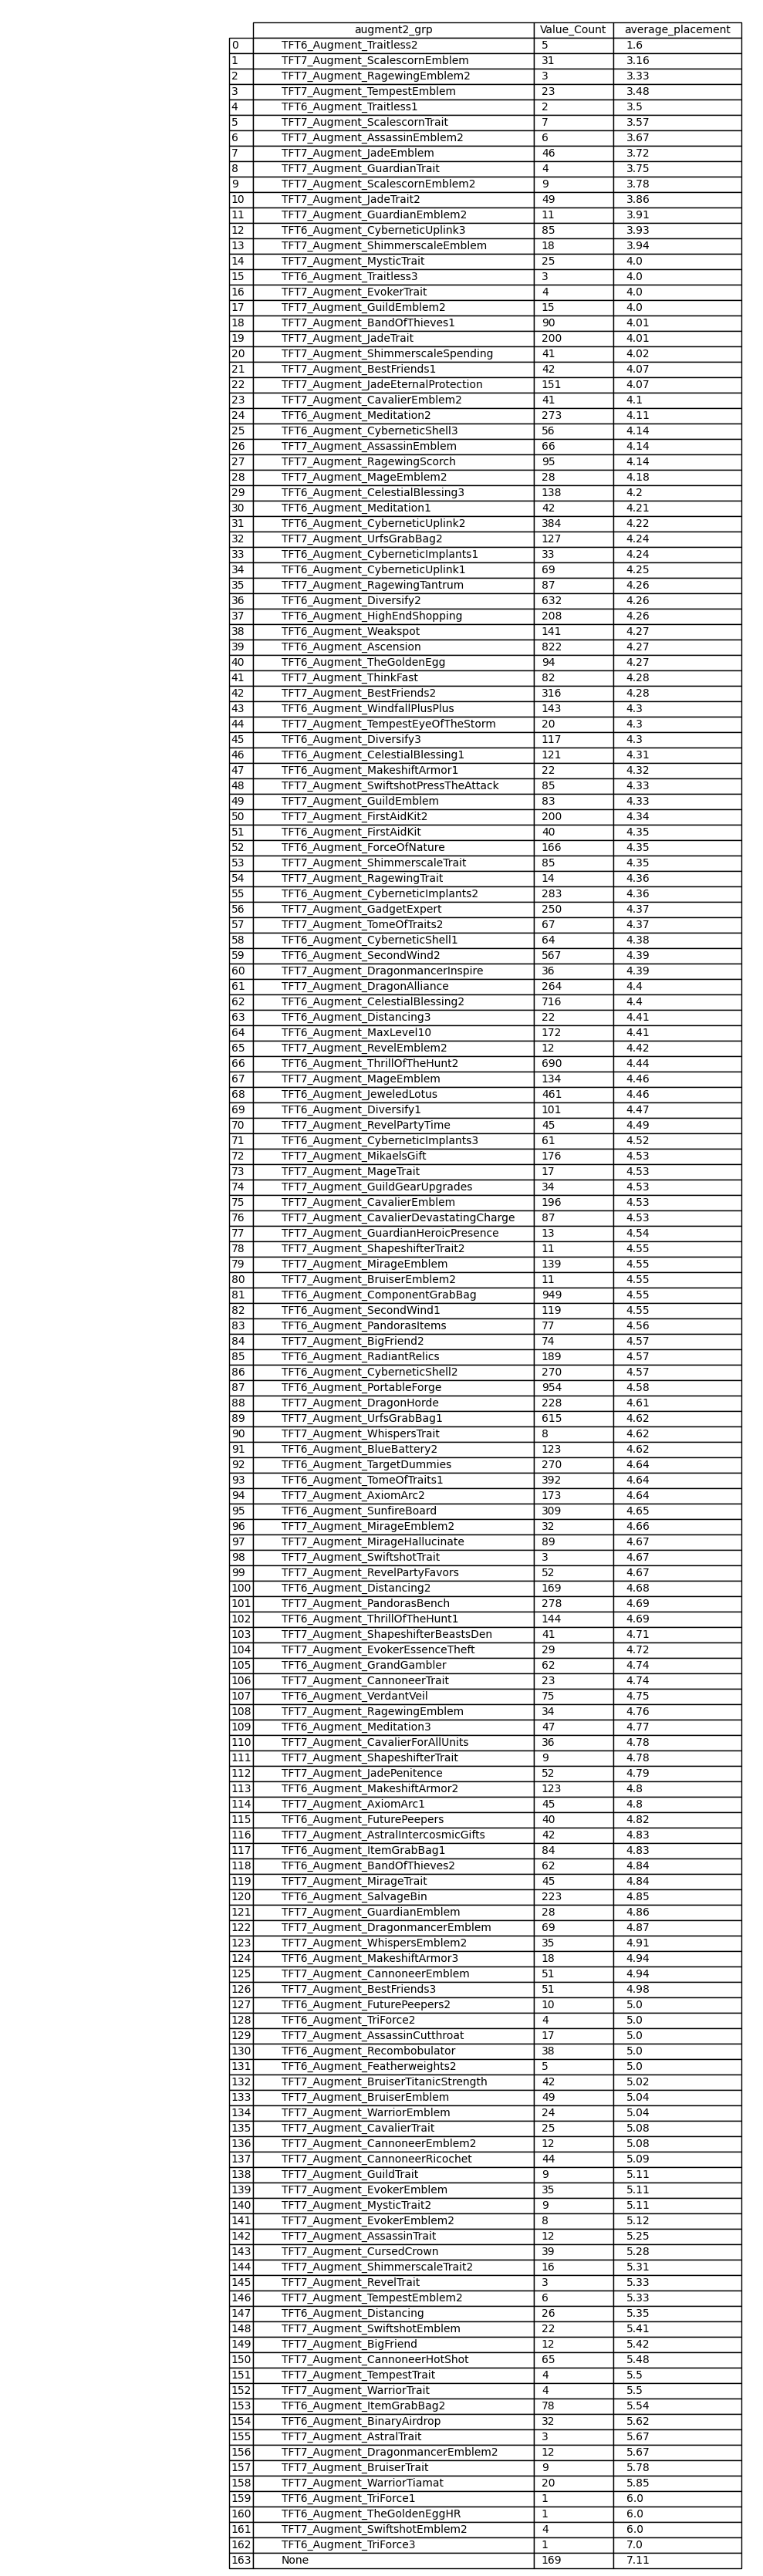 augment2_grp Value_Count average_placement
0 TFT6_Augment_Traitless2 5 1.6
1 TFT7_Augment_ScalescornEmblem 31 3.16
2 TFT7_Augment_RagewingEmblem2 3 3.33
3 TFT7_Augment_TempestEmblem 23 3.48
4 TFT6_Augment_Traitless1 2 3.5
5 TFT7_Augment_ScalescornTrait 7 3.57
6 TFT7_Augment_AssassinEmblem2 6 3.67
7 TFT7_Augment_JadeEmblem 46 3.72
8 TFT7_Augment_GuardianTrait 4 3.75
9 TFT7_Augment_ScalescornEmblem2 9 3.78
10 TFT7_Augment_JadeTrait2 49 3.86
11 TFT7_Augment_GuardianEmblem2 11 3.91
12 TFT6_Augment_CyberneticUplink3 85 3.93
13 TFT7_Augment_ShimmerscaleEmblem 18 3.94
14 TFT7_Augment_MysticTrait 25 4.0
15 TFT6_Augment_Traitless3 3 4.0
16 TFT7_Augment_EvokerTrait 4 4.0
17 TFT7_Augment_GuildEmblem2 15 4.0
18 TFT7_Augment_BandOfThieves1 90 4.01
19 TFT7_Augment_JadeTrait 200 4.01
20 TFT7_Augment_ShimmerscaleSpending 41 4.02
21 TFT7_Augment_BestFriends1 42 4.07
22 TFT7_Augment_JadeEternalProtection 151 4.07
23 TFT7_Augment_CavalierEmblem2 41 4.1
24 TFT6_Augment_Meditation2 273 4.11
25 TFT6_Augment_CyberneticShell3 56 4.14
26 TFT7_Augment_AssassinEmblem 66 4.14
27 TFT7_Augment_RagewingScorch 95 4.14
28 TFT7_Augment_MageEmblem2 28 4.18
29 TFT6_Augment_CelestialBlessing3 138 4.2
30 TFT6_Augment_Meditation1 42 4.21
31 TFT6_Augment_CyberneticUplink2 384 4.22
32 TFT7_Augment_UrfsGrabBag2 127 4.24
33 TFT6_Augment_CyberneticImplants1 33 4.24
34 TFT6_Augment_CyberneticUplink1 69 4.25
35 TFT7_Augment_RagewingTantrum 87 4.26
36 TFT6_Augment_Diversify2 632 4.26
37 TFT6_Augment_HighEndShopping 208 4.26
38 TFT6_Augment_Weakspot 141 4.27
39 TFT6_Augment_Ascension 822 4.27
40 TFT6_Augment_TheGoldenEgg 94 4.27
41 TFT7_Augment_ThinkFast 82 4.28
42 TFT7_Augment_BestFriends2 316 4.28
43 TFT6_Augment_WindfallPlusPlus 143 4.3
44 TFT7_Augment_TempestEyeOfTheStorm 20 4.3
45 TFT6_Augment_Diversify3 117 4.3
46 TFT6_Augment_CelestialBlessing1 121 4.31
47 TFT6_Augment_MakeshiftArmor1 22 4.32
48 TFT7_Augment_SwiftshotPressTheAttack 85 4.33
49 TFT7_Augment_GuildEmblem 83 4.33
50 TFT7_Augment_FirstAidKit2 200 4.34
51 TFT6_Augment_FirstAidKit 40 4.35
52 TFT6_Augment_ForceOfNature 166 4.35
53 TFT7_Augment_ShimmerscaleTrait 85 4.35
54 TFT7_Augment_RagewingTrait 14 4.36
55 TFT6_Augment_CyberneticImplants2 283 4.36
56 TFT7_Augment_GadgetExpert 250 4.37
57 TFT7_Augment_TomeOfTraits2 67 4.37
58 TFT6_Augment_CyberneticShell1 64 4.38
59 TFT6_Augment_SecondWind2 567 4.39
60 TFT7_Augment_DragonmancerInspire 36 4.39
61 TFT7_Augment_DragonAlliance 264 4.4
62 TFT6_Augment_CelestialBlessing2 716 4.4
63 TFT6_Augment_Distancing3 22 4.41
64 TFT6_Augment_MaxLevel10 172 4.41
65 TFT7_Augment_RevelEmblem2 12 4.42
66 TFT6_Augment_ThrillOfTheHunt2 690 4.44
67 TFT7_Augment_MageEmblem 134 4.46
68 TFT6_Augment_JeweledLotus 461 4.46
69 TFT6_Augment_Diversify1 101 4.47
70 TFT7_Augment_RevelPartyTime 45 4.49
71 TFT6_Augment_CyberneticImplants3 61 4.52
72 TFT7_Augment_MikaelsGift 176 4.53
73 TFT7_Augment_MageTrait 17 4.53
74 TFT7_Augment_GuildGearUpgrades 34 4.53
75 TFT7_Augment_CavalierEmblem 196 4.53
76 TFT7_Augment_CavalierDevastatingCharge 87 4.53
77 TFT7_Augment_GuardianHeroicPresence 13 4.54
78 TFT7_Augment_ShapeshifterTrait2 11 4.55
79 TFT7_Augment_MirageEmblem 139 4.55
80 TFT7_Augment_BruiserEmblem2 11 4.55
81 TFT6_Augment_ComponentGrabBag 949 4.55
82 TFT6_Augment_SecondWind1 119 4.55
83 TFT6_Augment_PandorasItems 77 4.56
84 TFT7_Augment_BigFriend2 74 4.57
85 TFT6_Augment_RadiantRelics 189 4.57
86 TFT6_Augment_CyberneticShell2 270 4.57
87 TFT6_Augment_PortableForge 954 4.58
88 TFT7_Augment_DragonHorde 228 4.61
89 TFT7_Augment_UrfsGrabBag1 615 4.62
90 TFT7_Augment_WhispersTrait 8 4.62
91 TFT6_Augment_BlueBattery2 123 4.62
92 TFT6_Augment_TargetDummies 270 4.64
93 TFT6_Augment_TomeOfTraits1 392 4.64
94 TFT7_Augment_AxiomArc2 173 4.64
95 TFT6_Augment_SunfireBoard 309 4.65
96 TFT7_Augment_MirageEmblem2 32 4.66
97 TFT7_Augment_MirageHallucinate 89 4.67
98 TFT7_Augment_SwiftshotTrait 3 4.67
99 TFT7_Augment_RevelPartyFavors 52 4.67
100 TFT6_Augment_Distancing2 169 4.68
101 TFT7_Augment_PandorasBench 278 4.69
102 TFT6_Augment_ThrillOfTheHunt1 144 4.69
103 TFT7_Augment_ShapeshifterBeastsDen 41 4.71
104 TFT7_Augment_EvokerEssenceTheft 29 4.72
105 TFT6_Augment_GrandGambler 62 4.74
106 TFT7_Augment_CannoneerTrait 23 4.74
107 TFT6_Augment_VerdantVeil 75 4.75
108 TFT7_Augment_RagewingEmblem 34 4.76
109 TFT6_Augment_Meditation3 47 4.77
110 TFT7_Augment_CavalierForAllUnits 36 4.78
111 TFT7_Augment_ShapeshifterTrait 9 4.78
112 TFT7_Augment_JadePenitence 52 4.79
113 TFT6_Augment_MakeshiftArmor2 123 4.8
114 TFT7_Augment_AxiomArc1 45 4.8
115 TFT6_Augment_FuturePeepers 40 4.82
116 TFT7_Augment_AstralIntercosmicGifts 42 4.83
117 TFT6_Augment_ItemGrabBag1 84 4.83
118 TFT6_Augment_BandOfThieves2 62 4.84
119 TFT7_Augment_MirageTrait 45 4.84
120 TFT6_Augment_SalvageBin 223 4.85
121 TFT7_Augment_GuardianEmblem 28 4.86
122 TFT7_Augment_DragonmancerEmblem 69 4.87
123 TFT7_Augment_WhispersEmblem2 35 4.91
124 TFT6_Augment_MakeshiftArmor3 18 4.94
125 TFT7_Augment_CannoneerEmblem 51 4.94
126 TFT7_Augment_BestFriends3 51 4.98
127 TFT6_Augment_FuturePeepers2 10 5.0
128 TFT6_Augment_TriForce2 4 5.0
129 TFT7_Augment_AssassinCutthroat 17 5.0
130 TFT6_Augment_Recombobulator 38 5.0
131 TFT6_Augment_Featherweights2 5 5.0
132 TFT7_Augment_BruiserTitanicStrength 42 5.02
133 TFT7_Augment_BruiserEmblem 49 5.04
134 TFT7_Augment_WarriorEmblem 24 5.04
135 TFT7_Augment_CavalierTrait 25 5.08
136 TFT7_Augment_CannoneerEmblem2 12 5.08
137 TFT7_Augment_CannoneerRicochet 44 5.09
138 TFT7_Augment_GuildTrait 9 5.11
139 TFT7_Augment_EvokerEmblem 35 5.11
140 TFT7_Augment_MysticTrait2 9 5.11
141 TFT7_Augment_EvokerEmblem2 8 5.12
142 TFT7_Augment_AssassinTrait 12 5.25
143 TFT7_Augment_CursedCrown 39 5.28
144 TFT7_Augment_ShimmerscaleTrait2 16 5.31
145 TFT7_Augment_RevelTrait 3 5.33
146 TFT7_Augment_TempestEmblem2 6 5.33
147 TFT6_Augment_Distancing 26 5.35
148 TFT7_Augment_SwiftshotEmblem 22 5.41
149 TFT7_Augment_BigFriend 12 5.42
150 TFT7_Augment_CannoneerHotShot 65 5.48
151 TFT7_Augment_TempestTrait 4 5.5
152 TFT7_Augment_WarriorTrait 4 5.5
153 TFT6_Augment_ItemGrabBag2 78 5.54
154 TFT6_Augment_BinaryAirdrop 32 5.62
155 TFT7_Augment_AstralTrait 3 5.67
156 TFT7_Augment_DragonmancerEmblem2 12 5.67
157 TFT7_Augment_BruiserTrait 9 5.78
158 TFT7_Augment_WarriorTiamat 20 5.85
159 TFT6_Augment_TriForce1 1 6.0
160 TFT6_Augment_TheGoldenEggHR 1 6.0
161 TFT7_Augment_SwiftshotEmblem2 4 6.0
162 TFT6_Augment_TriForce3 1 7.0
163 None 169 7.11